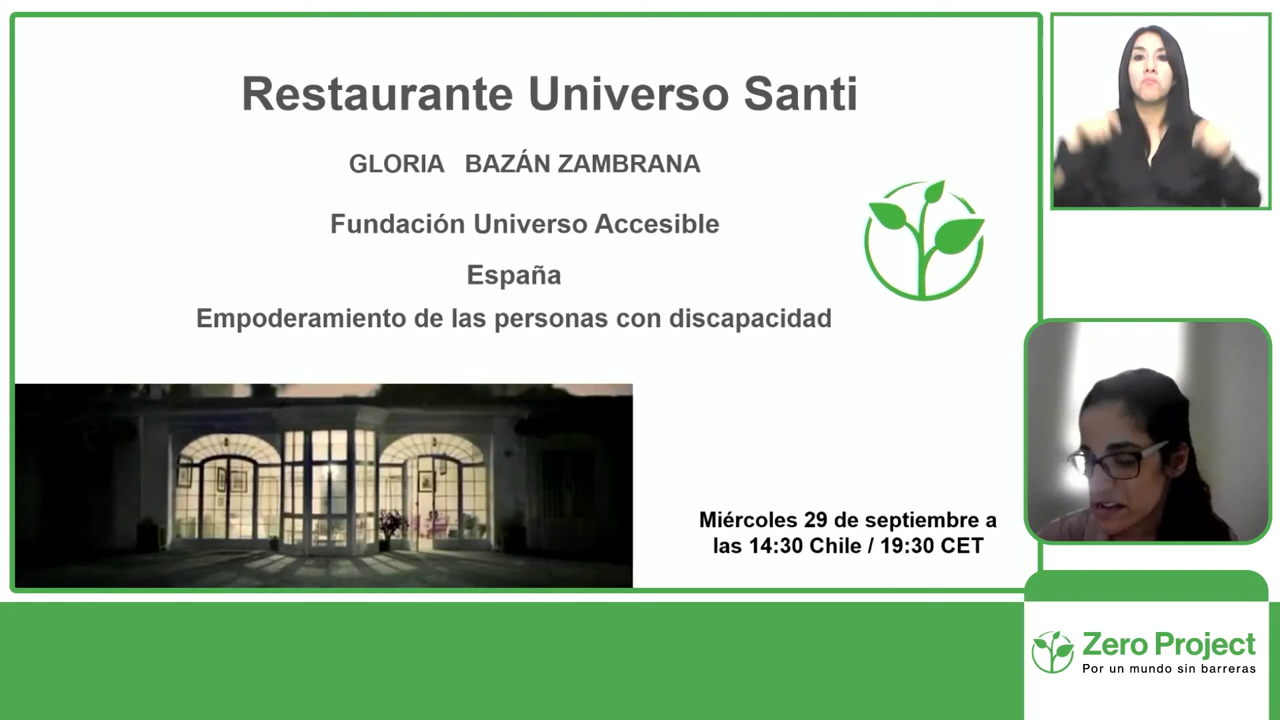 Restaurante Universo Santi
GLORIA BAZÁN ZAMBRANA
Fundación Universo Accesible
España
Empoderamiento de las personas con discapacidad
Miércoles 29 de septiembre a
las 14:30 Chile / 19:30 CET
Zero Project
Por un mundo sin barreras